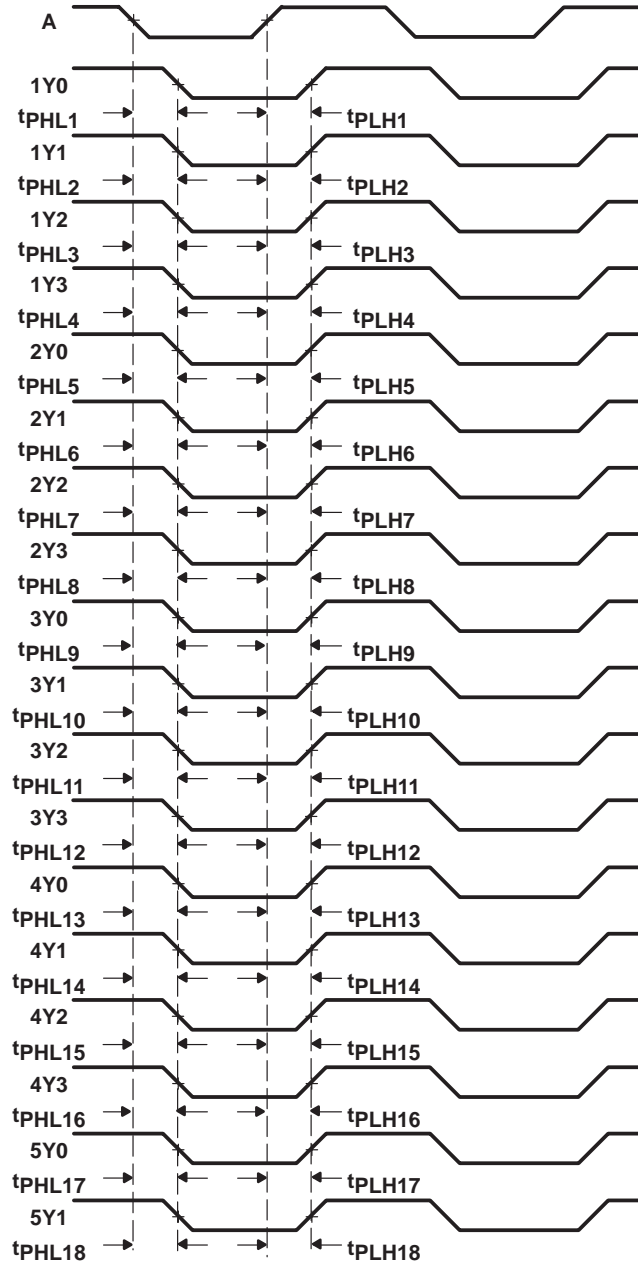 A
1Y0
tPHL1 tPLH1
1Y1
tPHL2 tPLH2
1Y2
tPHL3 tPLH3
1Y3
tPHL4 tPLH4
2Y0
tPHL5 tPLH5
2Y1
tPHL6 tPLH6
2Y2
tPHL7 tPLH7
2Y3
tPHL8 tPLH8
3Y0
tPHL9 tPLH9
3Y1
tPHL10 tPLH10
3Y2
tPHL11 tPLH11
3Y3
tPHL12 tPLH12
4Y0
tPHL13 tPLH13
4Y1
tPHL14 tPLH14
4Y2
tPHL15 tPLH15
4Y3
tPHL16 tPLH16
5Y0
tPHL17 tPLH17
5Y1
tPHL18 tPLH18